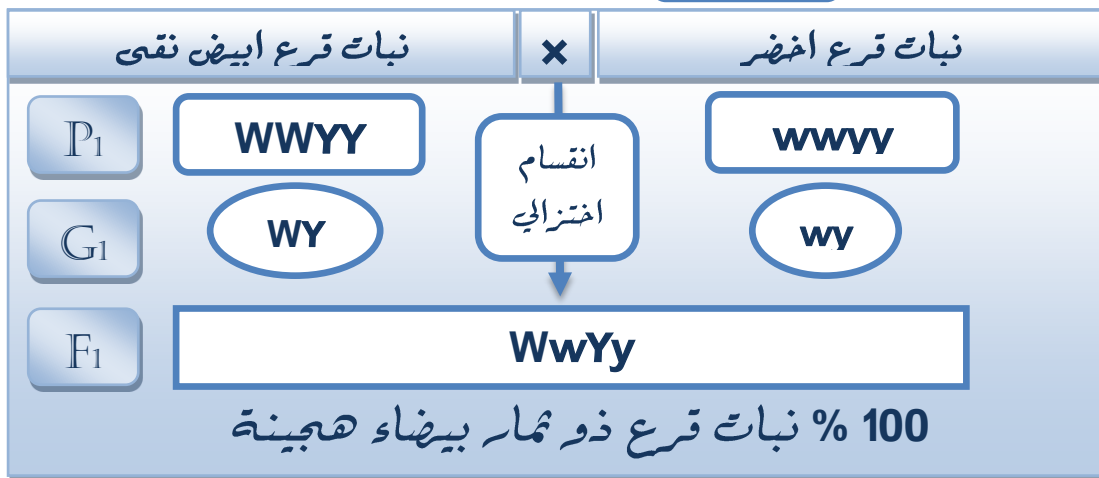 نبات قرع اخضر × نبات قرع ابيض نقى
P1 WWYY wwyy
انقسام
اختزالي
G1 WY wy
F1 WwYy
100 % نبات قرع ذو ثمار بيضاء هجينة